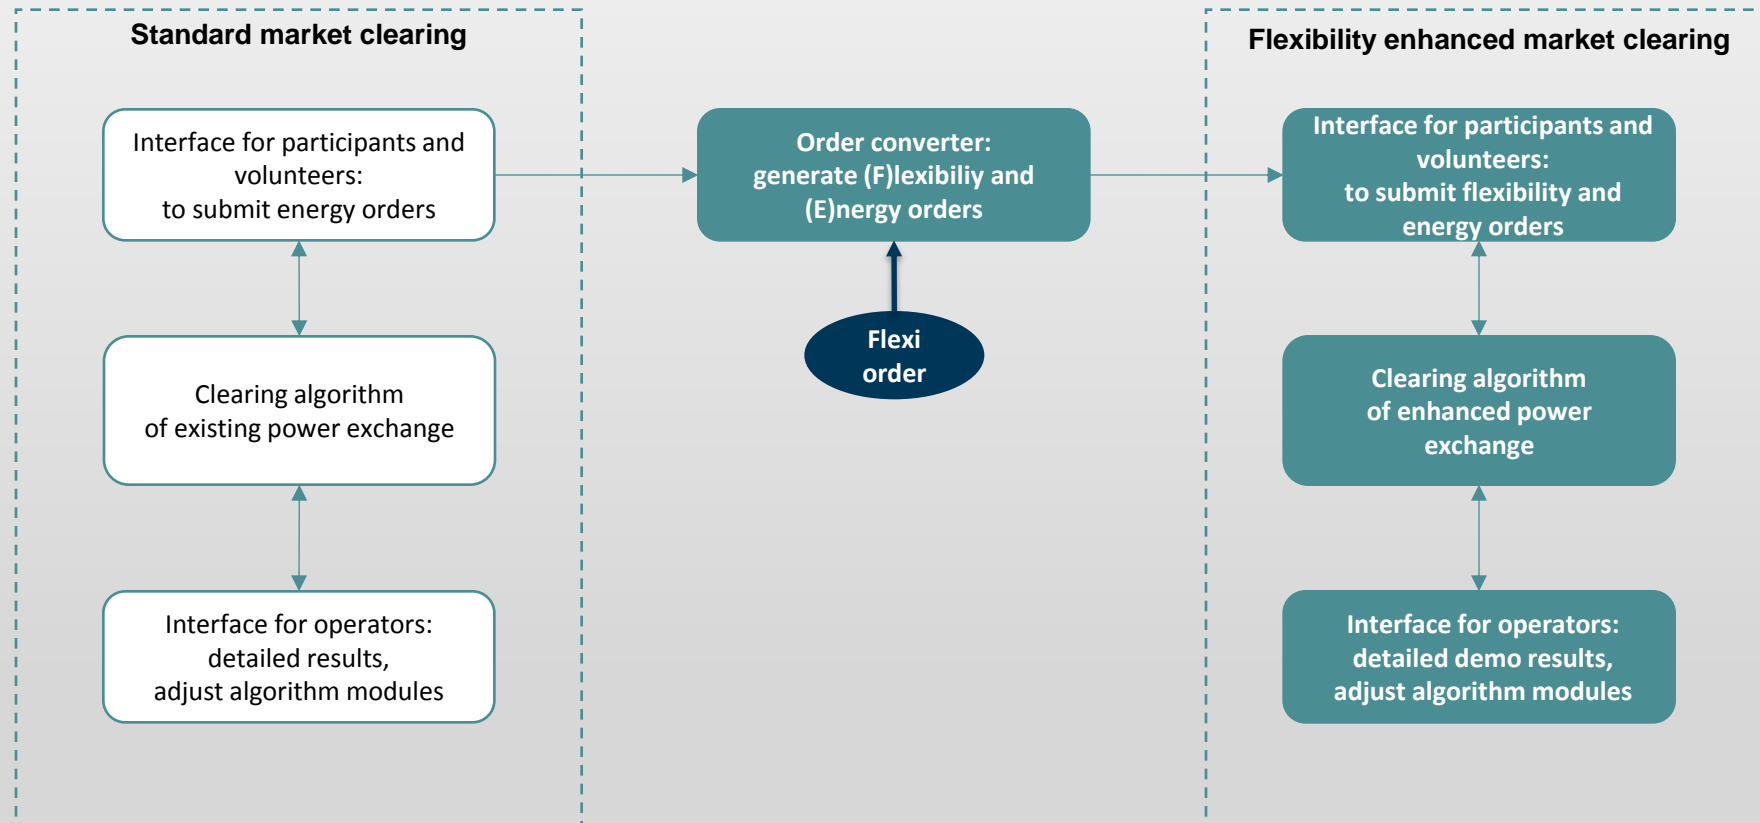 Standard market clearing
Interface for participants and
volunteers:
to submit energy orders
Clearing algorithm
of existing power exchange
Interface for operators:
detailed results,
adjust algorithm modules
Order converter:
generate (F)lexibiliy and
(E)nergy orders
Flexi
order
Flexibility enhanced market clearing
Interface for participants and
volunteers:
to submit flexibility and
energy orders
Clearing algorithm
of enhanced power
exchange
Interface for operators:
detailed demo results,
adjust algorithm modules